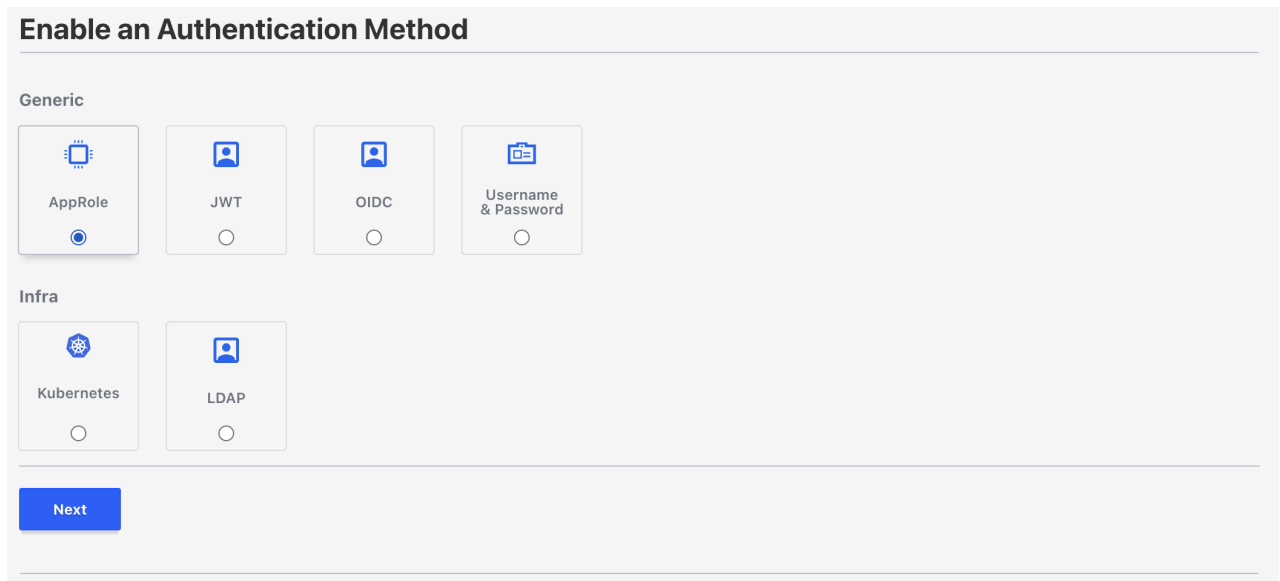 Enable an Authentication Method
Generic
AppRole
JWT
OIDC
Username
& Password
Infra
Kubernetes
LDAP
Next